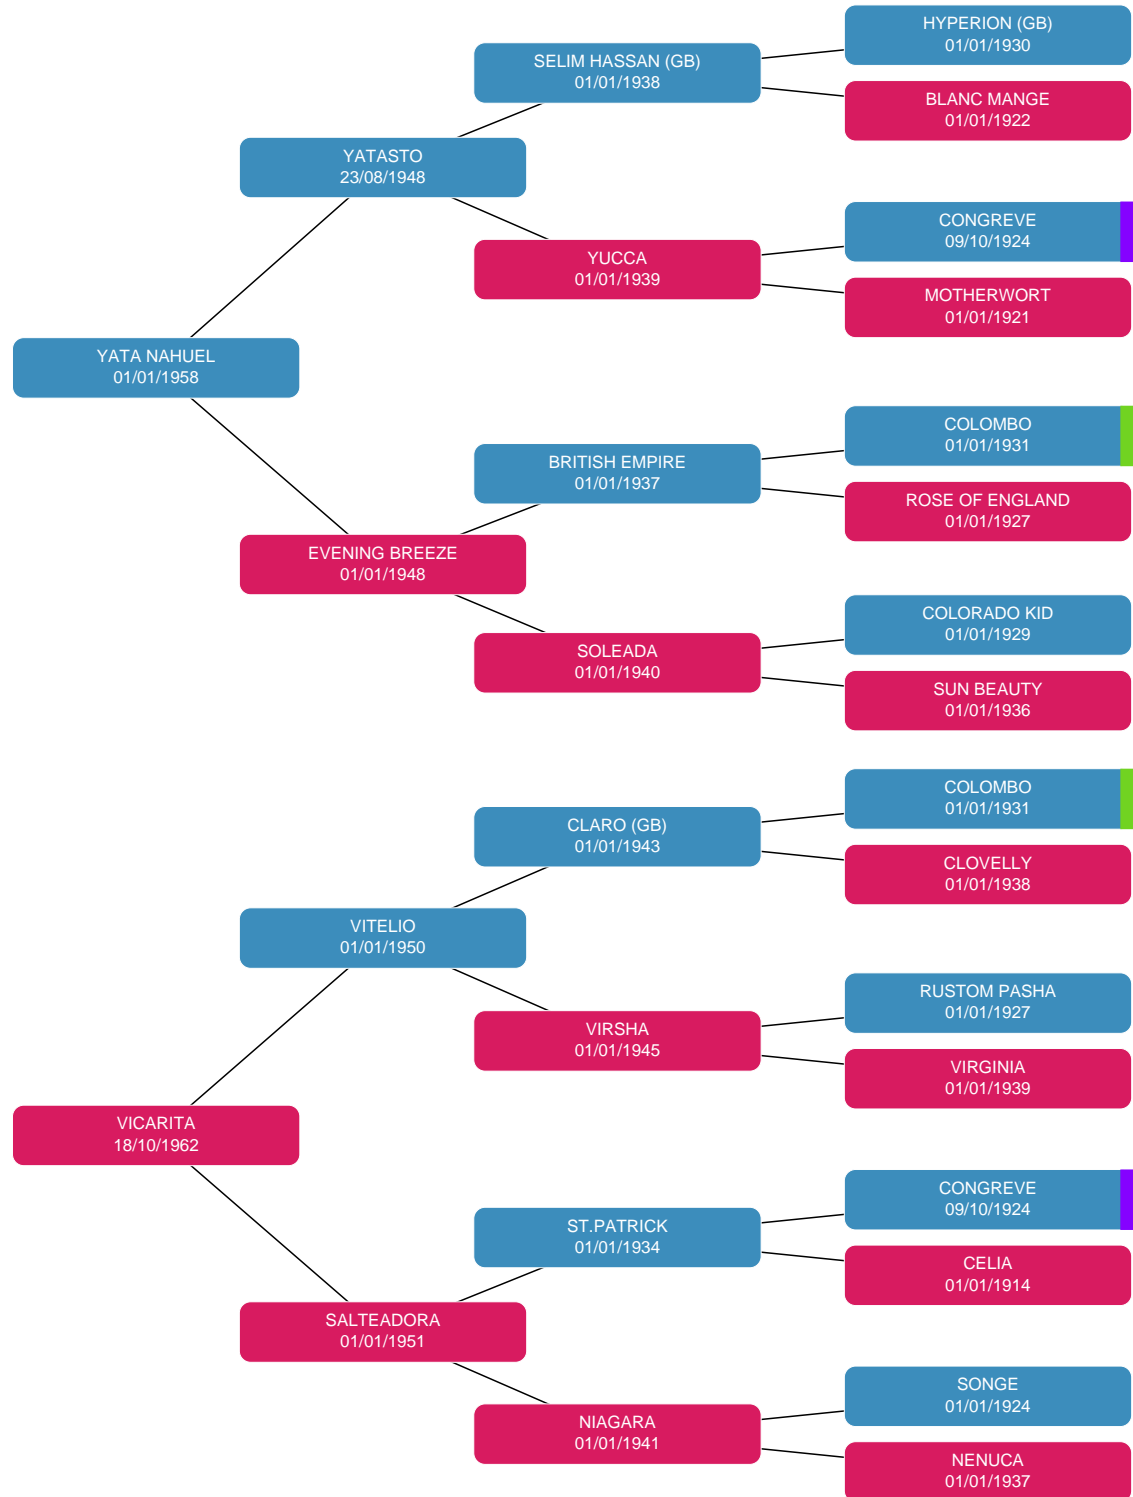 HYPERION (GB)
01/01/1930
SELIM HASSAN (GB)
01/01/1938
BLANC MANGE
01/01/1922
YATASTO
23/08/1948
CONGREVE
09/10/1924
YUCCA
01/01/1939
MOTHERWORT
01/01/1921
YATA NAHUEL
01/01/1958
COLOMBO
01/01/1931
BRITISH EMPIRE
01/01/1937
ROSE OF ENGLAND
01/01/1927
EVENING BREEZE
01/01/1948
COLORADO KID
01/01/1929
SOLEADA
01/01/1940
SUN BEAUTY
01/01/1936
COLOMBO
01/01/1931
CLARO (GB)
01/01/1943
CLOVELLY
01/01/1938
VITELIO
01/01/1950
RUSTOM PASHA
01/01/1927
VIRSHA
01/01/1945
VIRGINIA
01/01/1939
VICARITA
18/10/1962
CONGREVE
09/10/1924
ST.PATRICK
01/01/1934
CELIA
01/01/1914
SALTEADORA
01/01/1951
SONGE
01/01/1924
NIAGARA
01/01/1941
NENUCA
01/01/1937